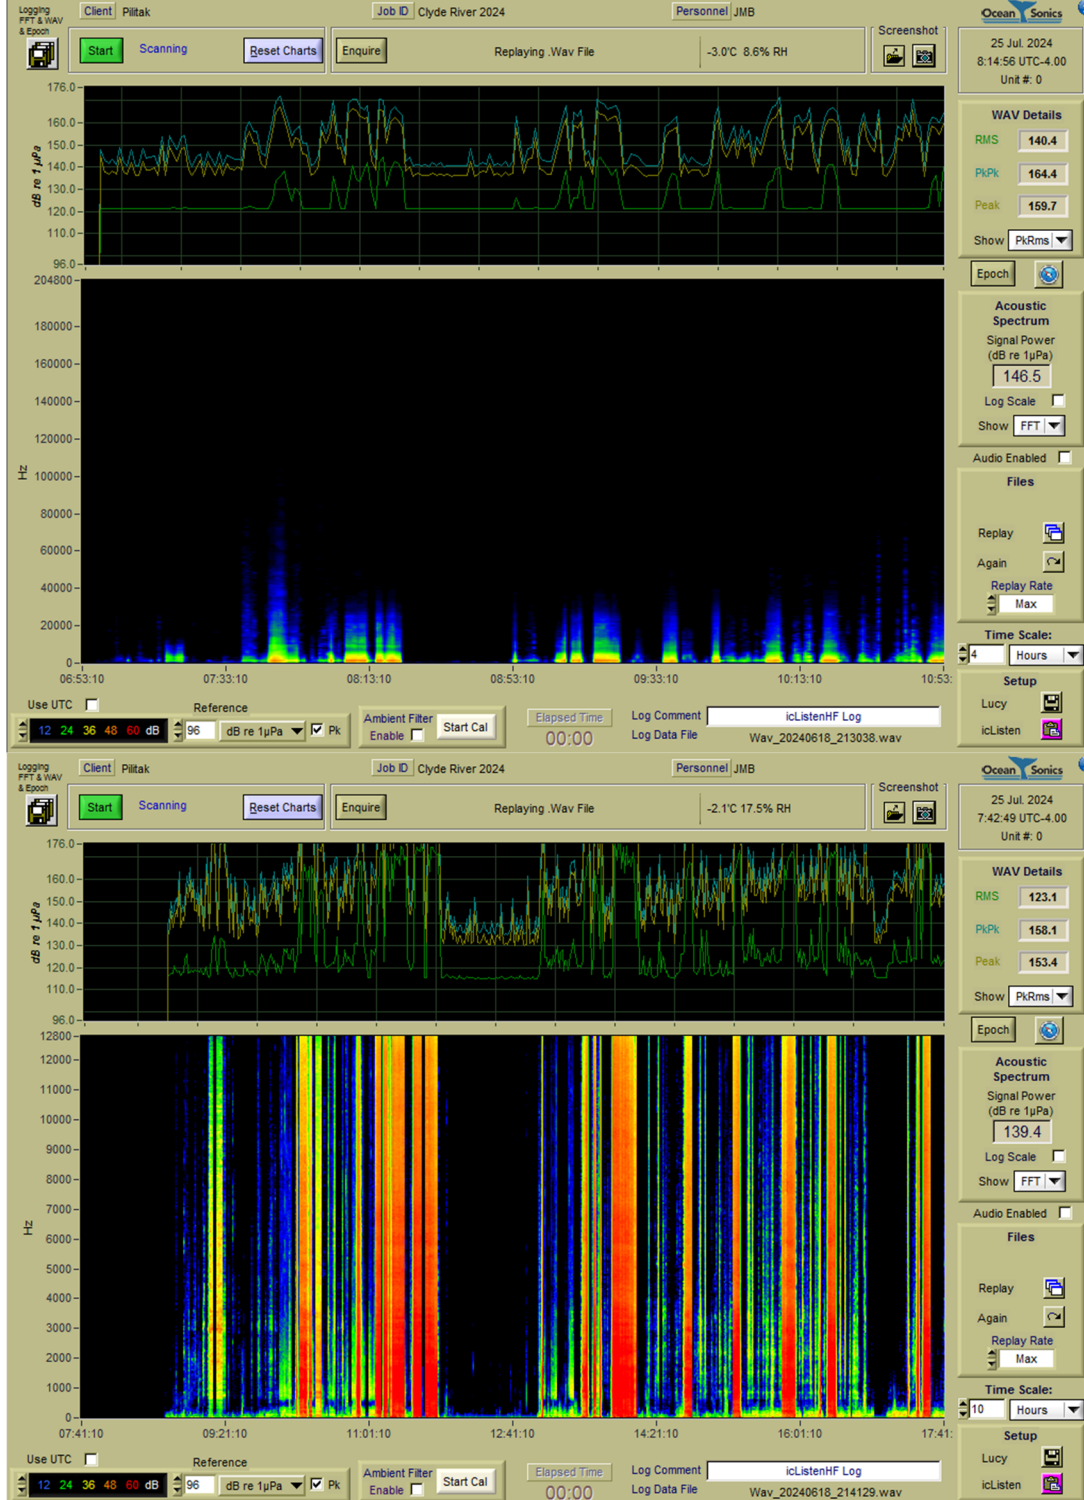 Logging
FFT & WAV
& Epoch
Client Pilitak
Job ID Clyde River 2024
Personnel JMB
Ocean Sonics
Start Scanning Reset Charts Enquire Replaying .Wav File -3.0'C 8.6% RH
Screenshot
25 Jul. 2024
8:14:56 UTC-4.00
Unit #: 0
176.0
160.0
150.0
140.0
130.0
120.0
110.0
96.0
dB re 1µPa
WAV Details
RMS 140.4
PkPk 164.4
Peak 159.7
Show PkRms
Epoch
204800
180000
160000
140000
120000
100000
80000
60000
40000
20000
0
Hz
Acoustic
Spectrum
Signal Power
(dB re 1µPa)
146.5
Log Scale
Show FFT
Audio Enabled
Files
Replay
Again
Replay Rate
Max
Time Scale:
4 Hours
06:53:10 07:33:10 08:13:10 08:53:10 09:33:10 10:13:10 10:53:
Setup
Lucy
icListen
Use UTC
Reference
12 24 36 48 60 dB 96 dB re 1µPa Pk
Ambient Filter
Enable Start Cal
Elapsed Time
00:00
Log Comment icListenHF Log
Log Data File Wav_20240618_213038.wav
Logging
FFT & WAV
& Epoch
Client Pilitak
Job ID Clyde River 2024
Personnel JMB
Ocean Sonics
Start Scanning Reset Charts Enquire Replaying .Wav File -2.1'C 17.5% RH
Screenshot
25 Jul. 2024
7:42:49 UTC-4.00
Unit #: 0
176.0
160.0
150.0
140.0
130.0
120.0
110.0
96.0
dB re 1µPa
WAV Details
RMS 123.1
PkPk 158.1
Peak 153.4
Show PkRms
Epoch
12800
12000
11000
10000
9000
8000
7000
6000
5000
4000
3000
2000
1000
0
Hz
Acoustic
Spectrum
Signal Power
(dB re 1µPa)
139.4
Log Scale
Show FFT
Audio Enabled
Files
Replay
Again
Replay Rate
Max
Time Scale:
10 Hours
07:41:10 09:21:10 11:01:10 12:41:10 14:21:10 16:01:10 17:41:
Setup
Lucy
icListen
Use UTC
Reference
12 24 36 48 60 dB 96 dB re 1µPa Pk
Ambient Filter
Enable Start Cal
Elapsed Time
00:00
Log Comment icListenHF Log
Log Data File Wav_20240618_214129.wav